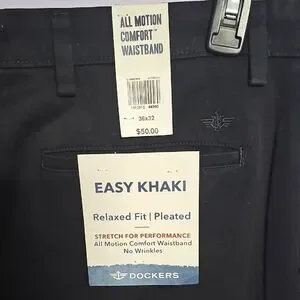 ALL MOTION
COMFORT™
WAISTBAND
36x32
$50.00
EASY KHAKI
Relaxed Fit | Pleated
STRETCH FOR PERFORMANCE
All Motion Comfort Waistband
No Wrinkles
DOCKERS